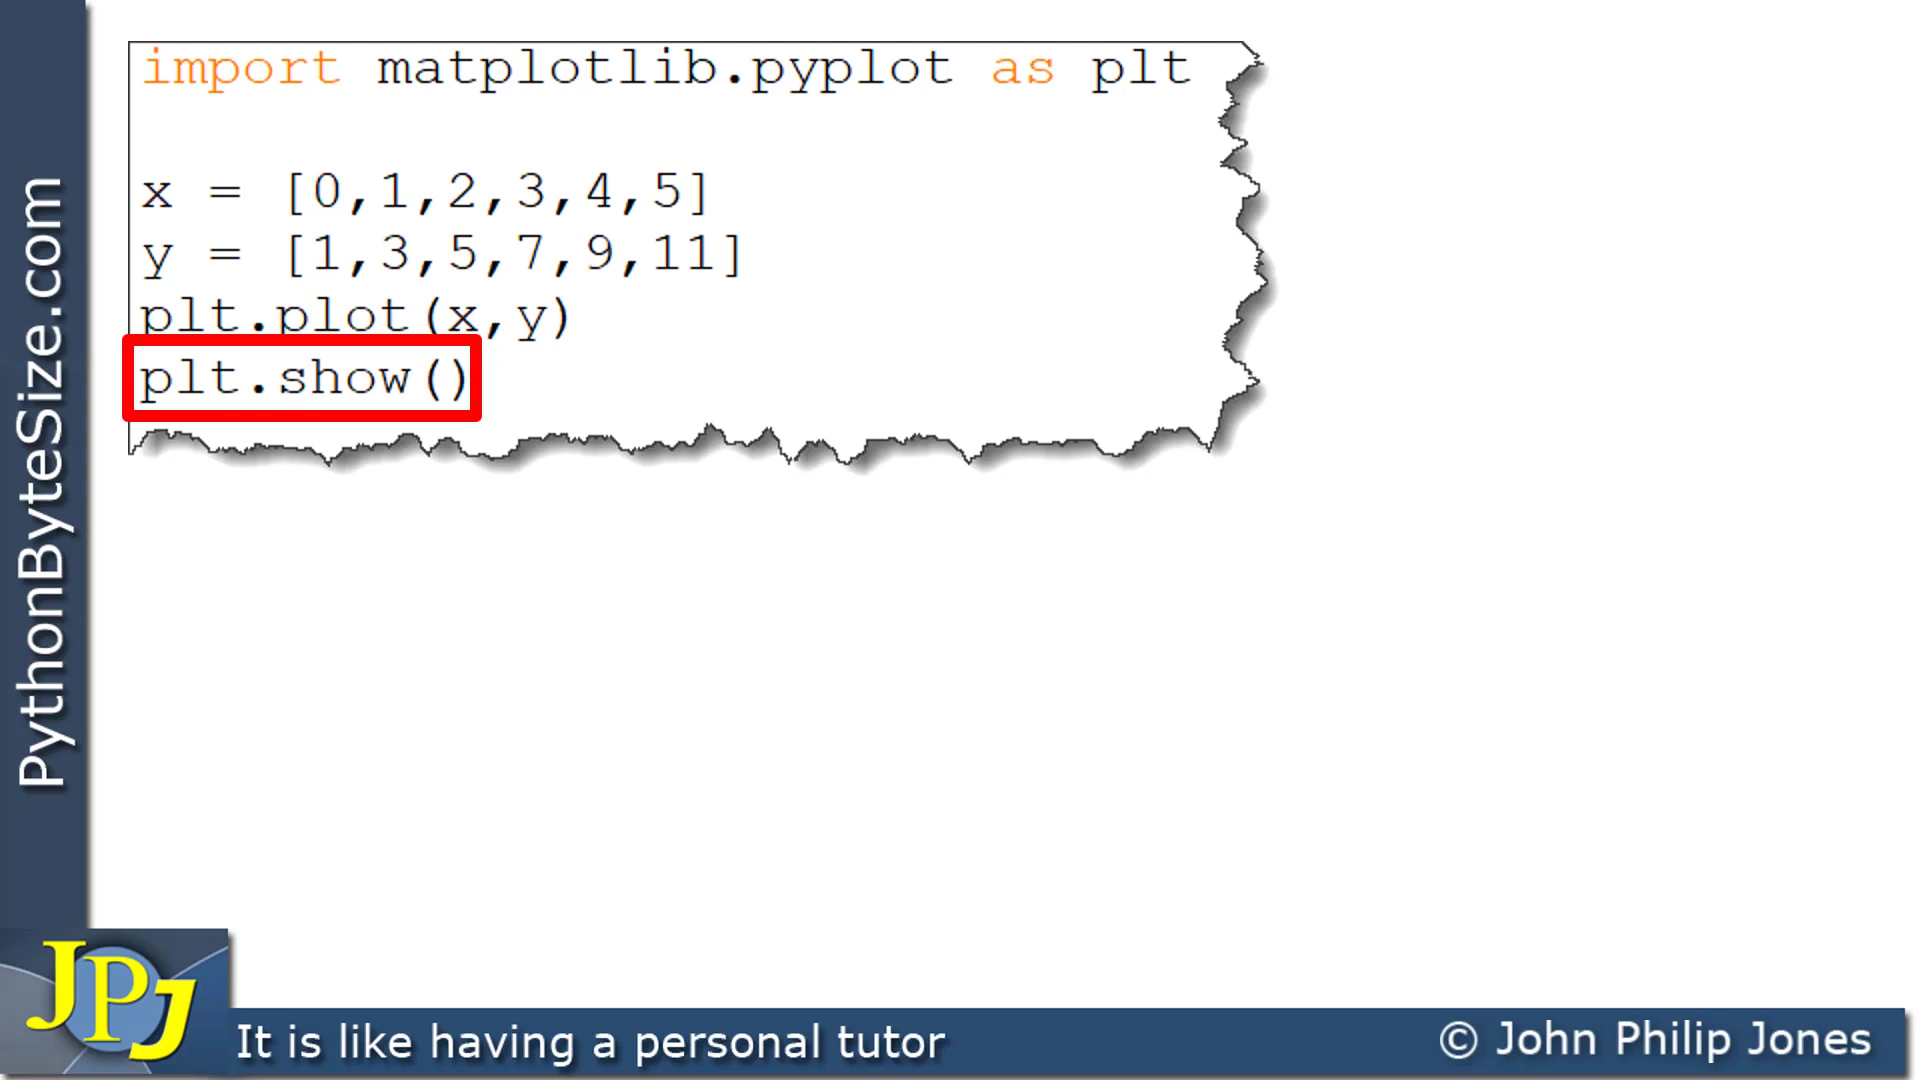 import matplotlib.pyplot as plt
x = [0,1,2,3,4,5]
y = [1,3,5,7,9,11]
plt.plot(x,y)
plt.show()
PythonByteSize.com
JPJ
It is like having a personal tutor
© John Philip Jones